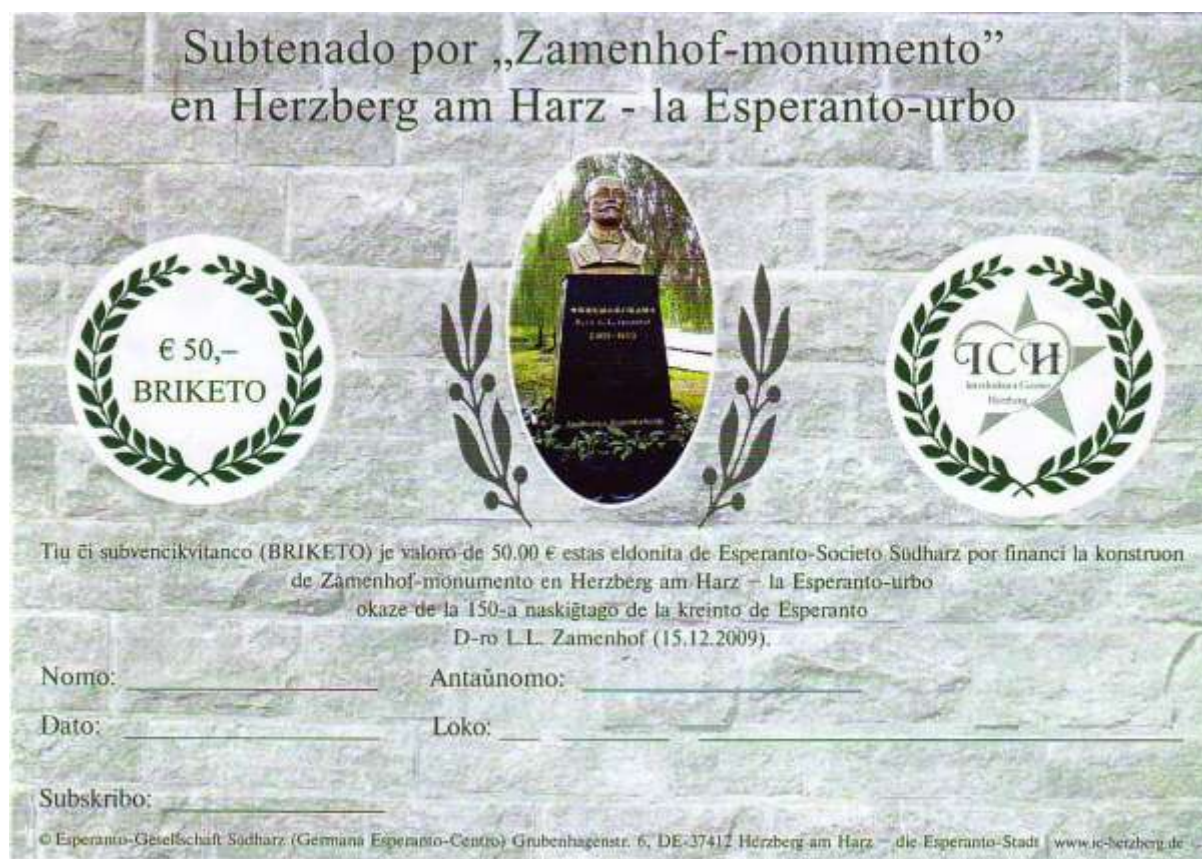 Subtenado por „Zamenhof-monumento”
en Herzberg am Harz - la Esperanto-urbo
€ 50,–
BRIKETO
ICH
Herzberg
Tiu ĉi subvencikvitanco (BRIKETO) je valoro de 50.00 € estas eldonita de Esperanto-Societo Südharz por financi la konstruon
de Zamenhof-monumento en Herzberg am Harz – la Esperanto-urbo
okaze de la 150-a naskiĝtago de la kreinto de Esperanto
D-ro L.L. Zamenhof (15.12.2009).
Nomo:
Antaŭnomo:
Dato:
Loko:
Subskribo:
© Esperanto-Gesellschaft Südharz (Germana Esperanto-Centro) Grubenhagenstr. 6, DE-37412 Herzberg am Harz – die Esperanto-Stadt | www.ic-herzberg.de